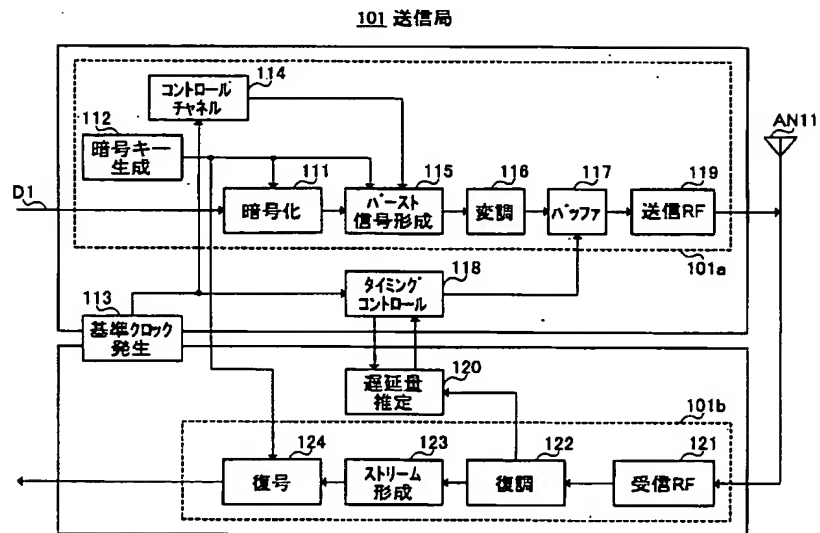 101 送信局
114
コントロール
チャネル
112
暗号キー
生成
AN11
D1
111
暗号化
115
バースト
信号形成
116
変調
117
バッファ
119
送信RF
101a
118
タイミング
コントロール
113
基準クロック
発生
120
遅延量
推定
101b
124
復号
123
ストリーム
形成
122
復調
121
受信RF